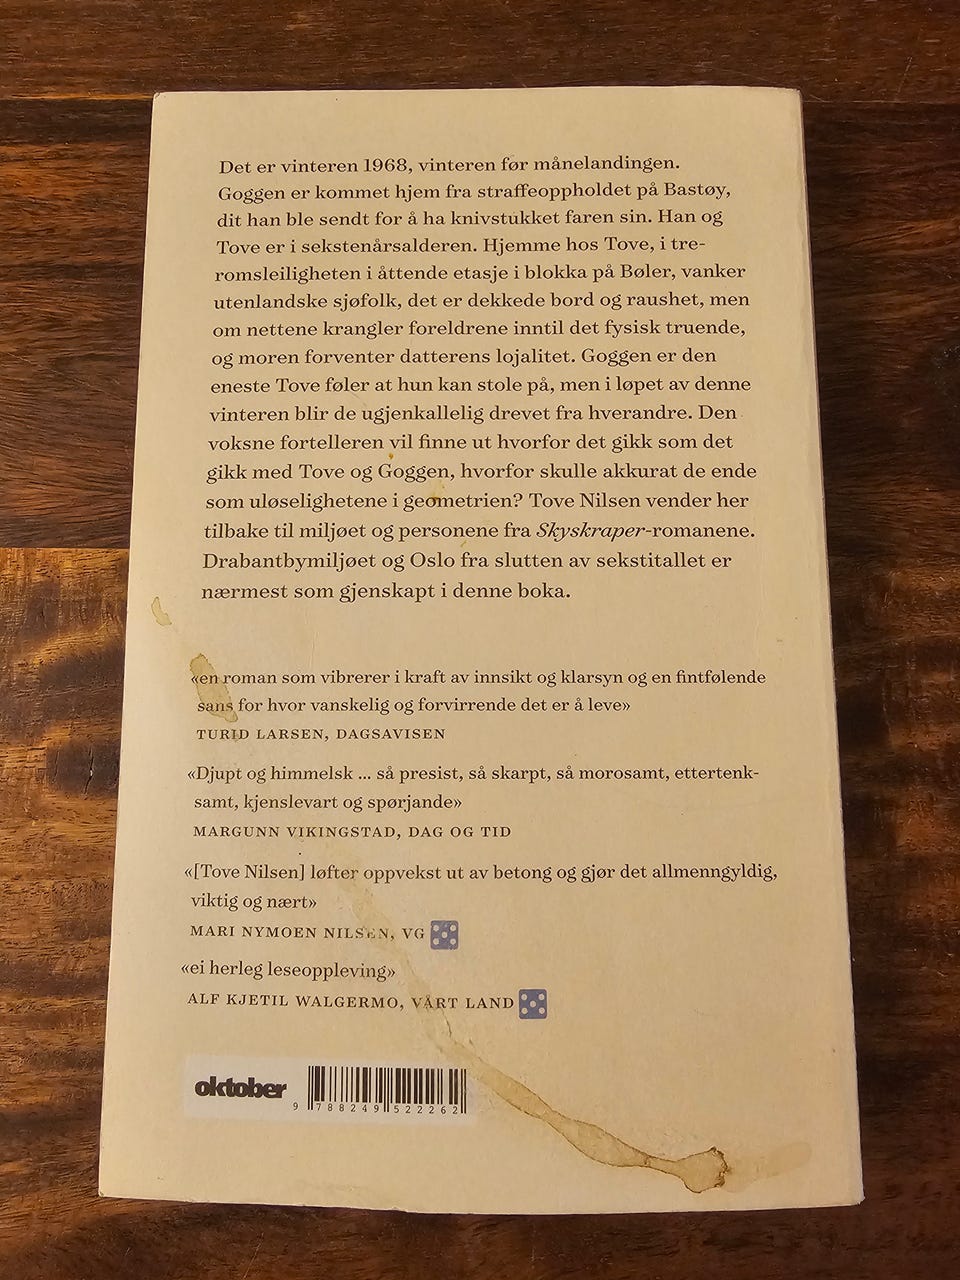 Det er vinteren 1968, vinteren før månelandingen.
Goggen er kommet hjem fra straffeoppholdet på Bastøy,
dit han ble sendt for å ha knivstukket faren sin. Han og
Tove er i sekstenårsalderen. Hjemme hos Tove, i tre-
romsleiligheten i åttende etasje i blokka på Bøler, vanker
utenlandske sjøfolk, det er dekkede bord og raushet, men
om nettene krangler foreldrene inntil det fysisk truende,
og moren forventer datterens lojalitet. Goggen er den
eneste Tove føler at hun kan stole på, men i løpet av denne
vinteren blir de ugjenkallelig drevet fra hverandre. Den
voksne fortelleren vil finne ut hvorfor det gikk som det
gikk med Tove og Goggen, hvorfor skulle akkurat de ende
som uløselighetene i geometrien? Tove Nilsen vender her
tilbake til miljøet og personene fra Skyskraper-romanene.
Drabantbymiljøet og Oslo fra slutten av sekstitallet er
nærmest som gjenskapt i denne boka.
«en roman som vibrerer i kraft av innsikt og klarsyn og en fintfølende
sans for hvor vanskelig og forvirrende det er å leve»
TURID LARSEN, DAGSAVISEN
«Djupt og himmelsk ... så presist, så skarpt, så morosamt, ettertenk-
samt, kjenslevart og spørjande»
MARGUNN VIKINGSTAD, DAG OG TID
«[Tove Nilsen] løfter oppvekst ut av betong og gjør det allmenngyldig,
viktig og nært»
MARI NYMOEN NILSEN, VG
«ei herleg leseoppleving»
ALF KJETIL WALGERMO, VÅRT LAND
oktober
9 788249 522262